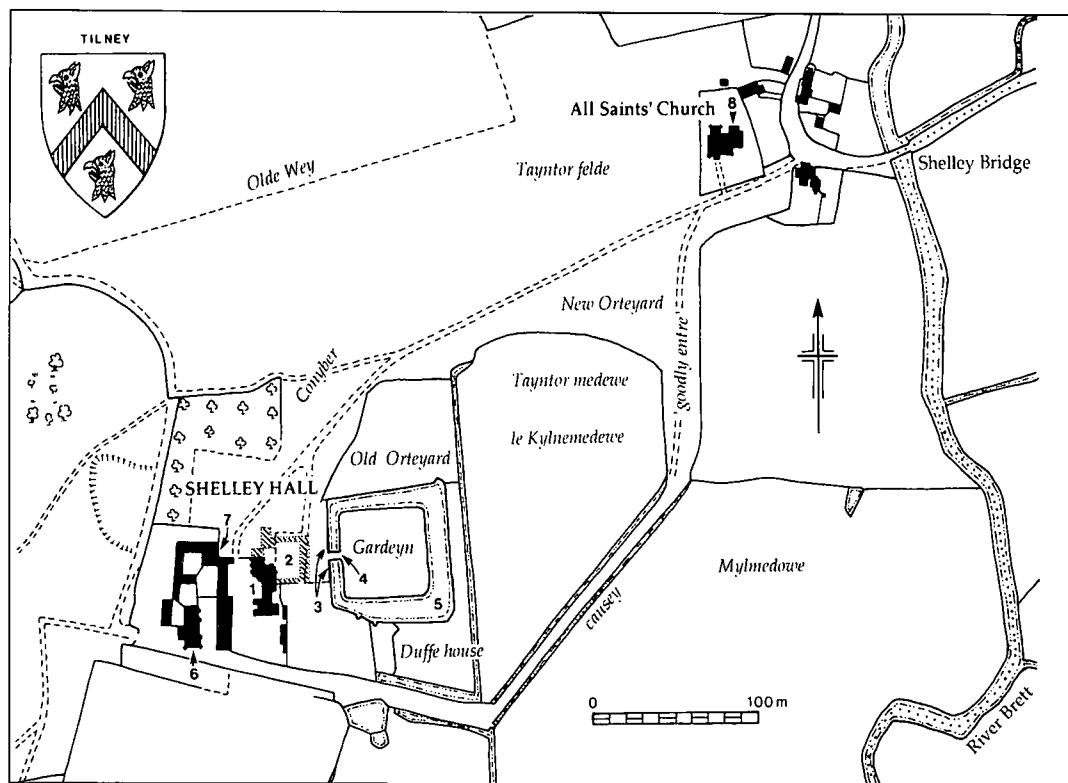 TILNEY
All Saints' Church
8
Shelley Bridge
Olde Wey
Tayntor felde
New Orteyard
'goodly entre'
Conyber
Tayntor medewe
le Kylnemedewe
Old Orteyard
SHELLEY HALL
7
Gardeyn
1
2
3
4
5
Mylmedowe
causey
Duffe house
6
0 100 m
River Brett